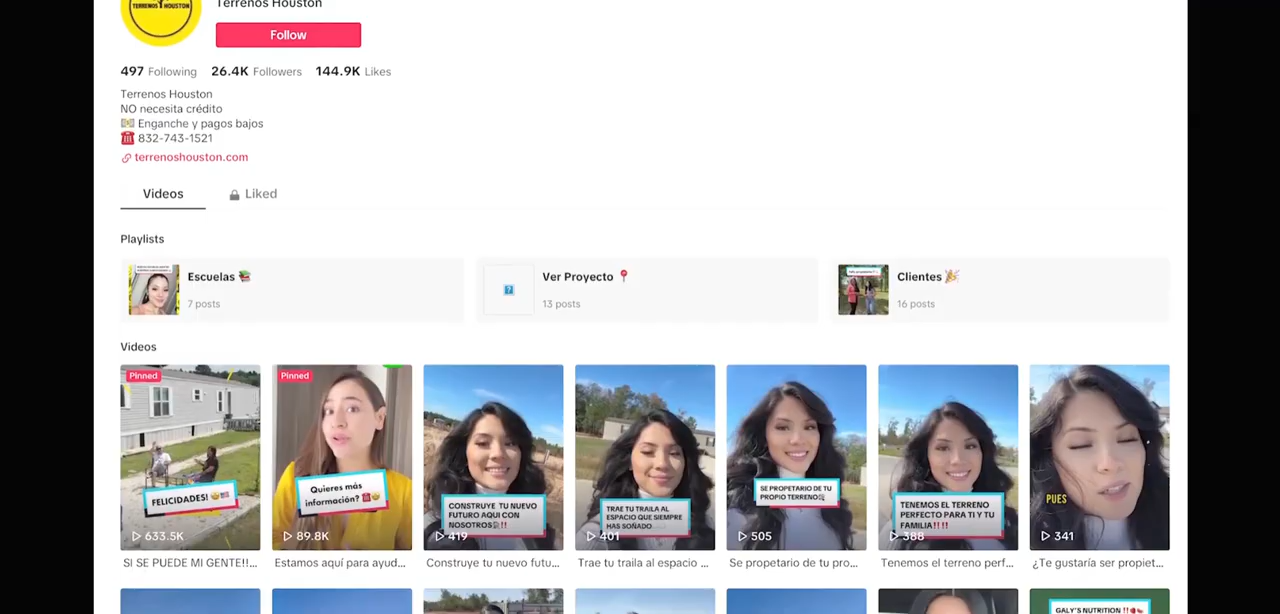 TERRENOS HOUSTON
Terrenos Houston
Follow
497 Following 26.4K Followers 144.9K Likes
Terrenos Houston
NO necesita crédito
💵 Enganche y pagos bajos
☎️ 832-743-1521
terrenoshouston.com
Videos Liked
Playlists
Escuelas 📚
7 posts
Ver Proyecto 📍
13 posts
Clientes 🎉
16 posts
Videos
Pinned
FELICIDADES!
633.5K
SI SE PUEDE MI GENTE!!...
Pinned
Quieres más
información?
89.8K
Estamos aquí para ayud...
CONSTRUYE TU NUEVO
FUTURO AQUI CON
NOSOTROS‼️
419
Construye tu nuevo futu...
TRAE TU TRAILA AL
ESPACIO QUE SIEMPRE
HAS SOÑADO
401
Trae tu traila al espacio ...
SE PROPETARIO DE TU
PROPIO TERRENO
505
Se propetario de tu pro...
TENEMOS EL TERRENO
PERFECTO PARA TI Y TU
FAMILIA‼️‼️
388
Tenemos el terreno perf...
PUES
341
¿Te gustaría ser propiet...
GALY'S NUTRITION ‼️